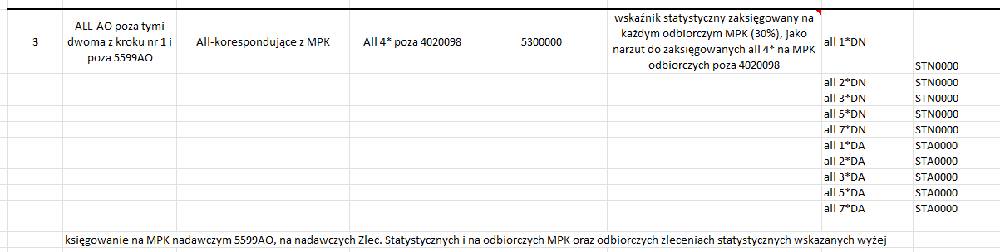 3
ALL-AO poza tymi
dwoma z kroku nr 1 i
poza 5599AO
All-korespondujące z MPK
All 4* poza 4020098
5300000
wskaźnik statystyczny zaksięgowany na
każdym odbiorczym MPK (30%), jako
narzut do zaksięgowanych all 4* na MPK
odbiorczych poza 4020098
all 1*DN
STN0000
all 2*DN STN0000
all 3*DN STN0000
all 5*DN STN0000
all 7*DN STN0000
all 1*DA STA0000
all 2*DA STA0000
all 3*DA STA0000
all 5*DA STA0000
all 7*DA STA0000
księgowanie na MPK nadawczym 5599AO, na nadawczych Zlec. Statystycznych i na odbiorczych MPK oraz odbiorczych zleceniach statystycznych wskazanych wyżej